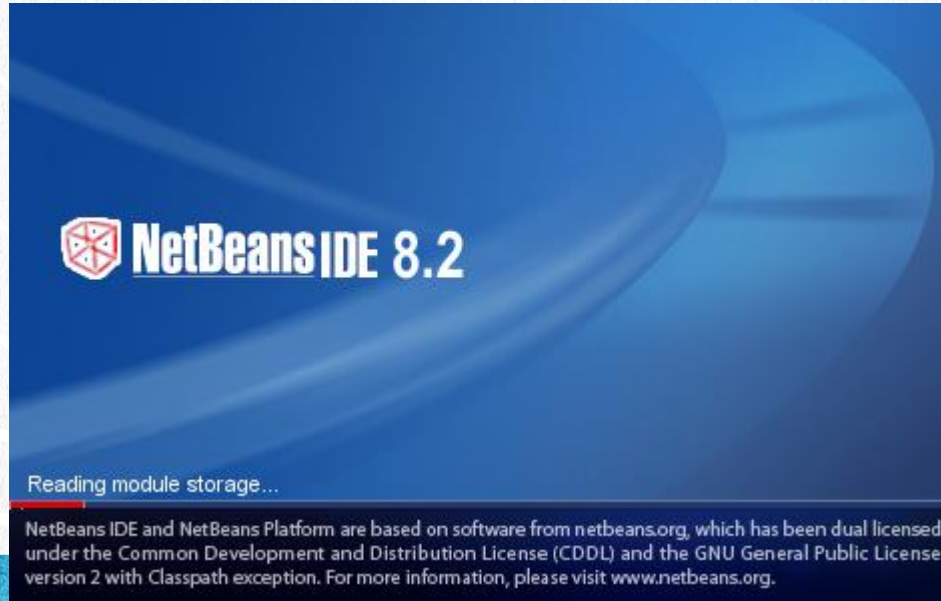 NetBeans IDE 8.2
Reading module storage...
NetBeans IDE and NetBeans Platform are based on software from netbeans.org, which has been dual licensed
under the Common Development and Distribution License (CDDL) and the GNU General Public License
version 2 with Classpath exception. For more information, please visit www.netbeans.org.